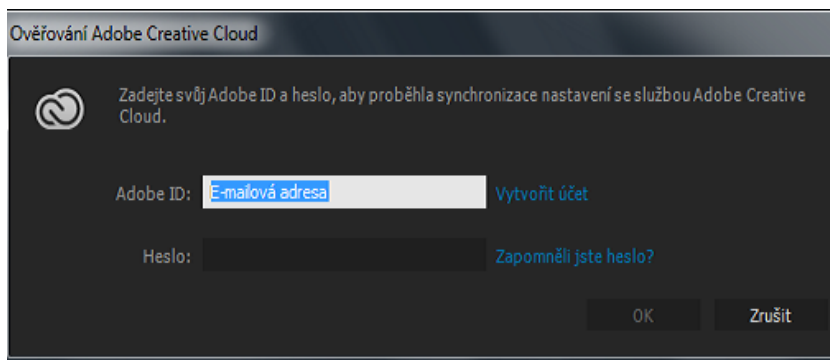 Ověřování Adobe Creative Cloud
Zadejte svůj Adobe ID a heslo, aby proběhla synchronizace nastavení se službou Adobe Creative
Cloud.
Adobe ID: E-mailová adresa Vytvořit účet
Heslo: Zapomněli jste heslo?
OK Zrušit